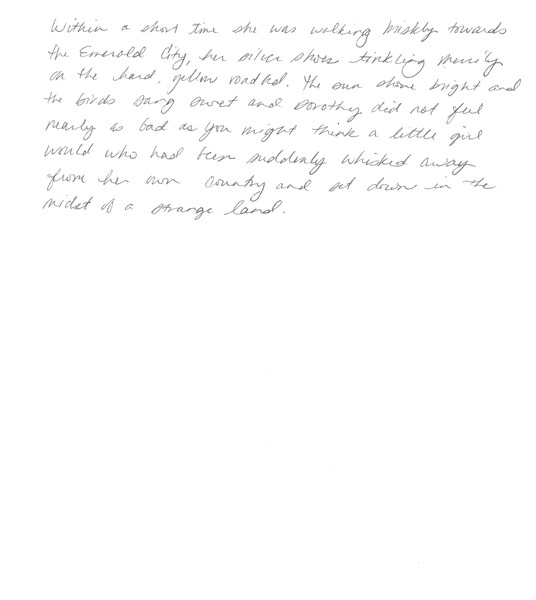 Within a short time she was walking briskly towards
the Emerald City, her silver shoes tinkling merrily
on the hard, yellow roadbed. The sun shone bright and
the birds sang sweet and Dorothy did not feel
nearly as bad as you might think a little girl
would who had been suddenly whisked away
from her own country and set down in the
midst of a strange land.